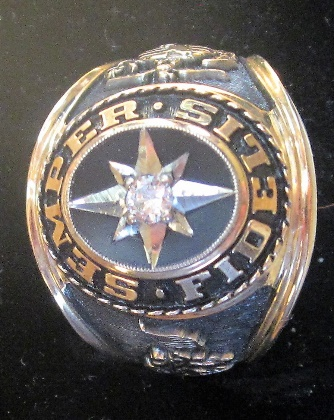 SEMPER · FIDELIS ·